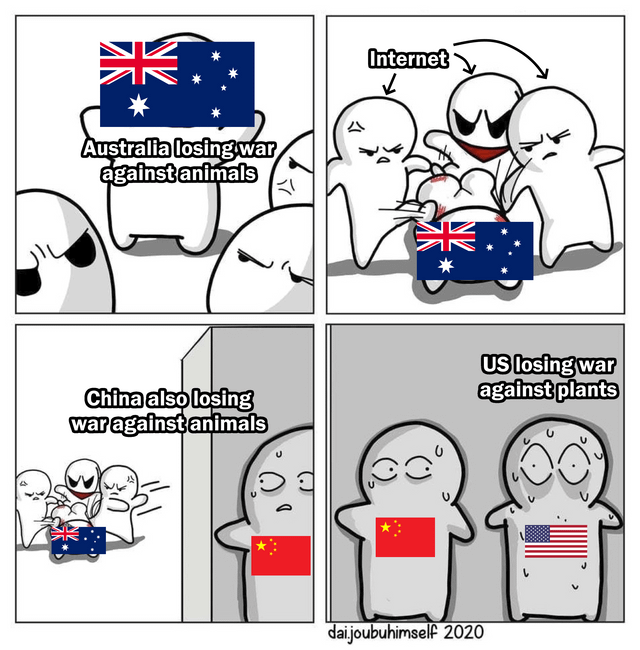 Australia losing war
against animals
Internet
China also losing
war against animals
US losing war
against plants
daijoubuhimself 2020